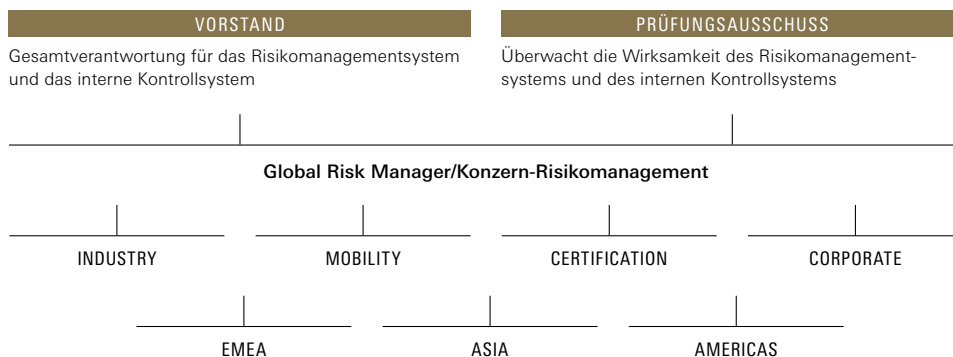 VORSTAND
Gesamtverantwortung für das Risikomanagementsystem
und das interne Kontrollsystem
PRÜFUNGSAUSSCHUSS
Überwacht die Wirksamkeit des Risikomanagement-
systems und des internen Kontrollsystems
Global Risk Manager/Konzern-Risikomanagement
INDUSTRY
MOBILITY
CERTIFICATION
CORPORATE
EMEA
ASIA
AMERICAS